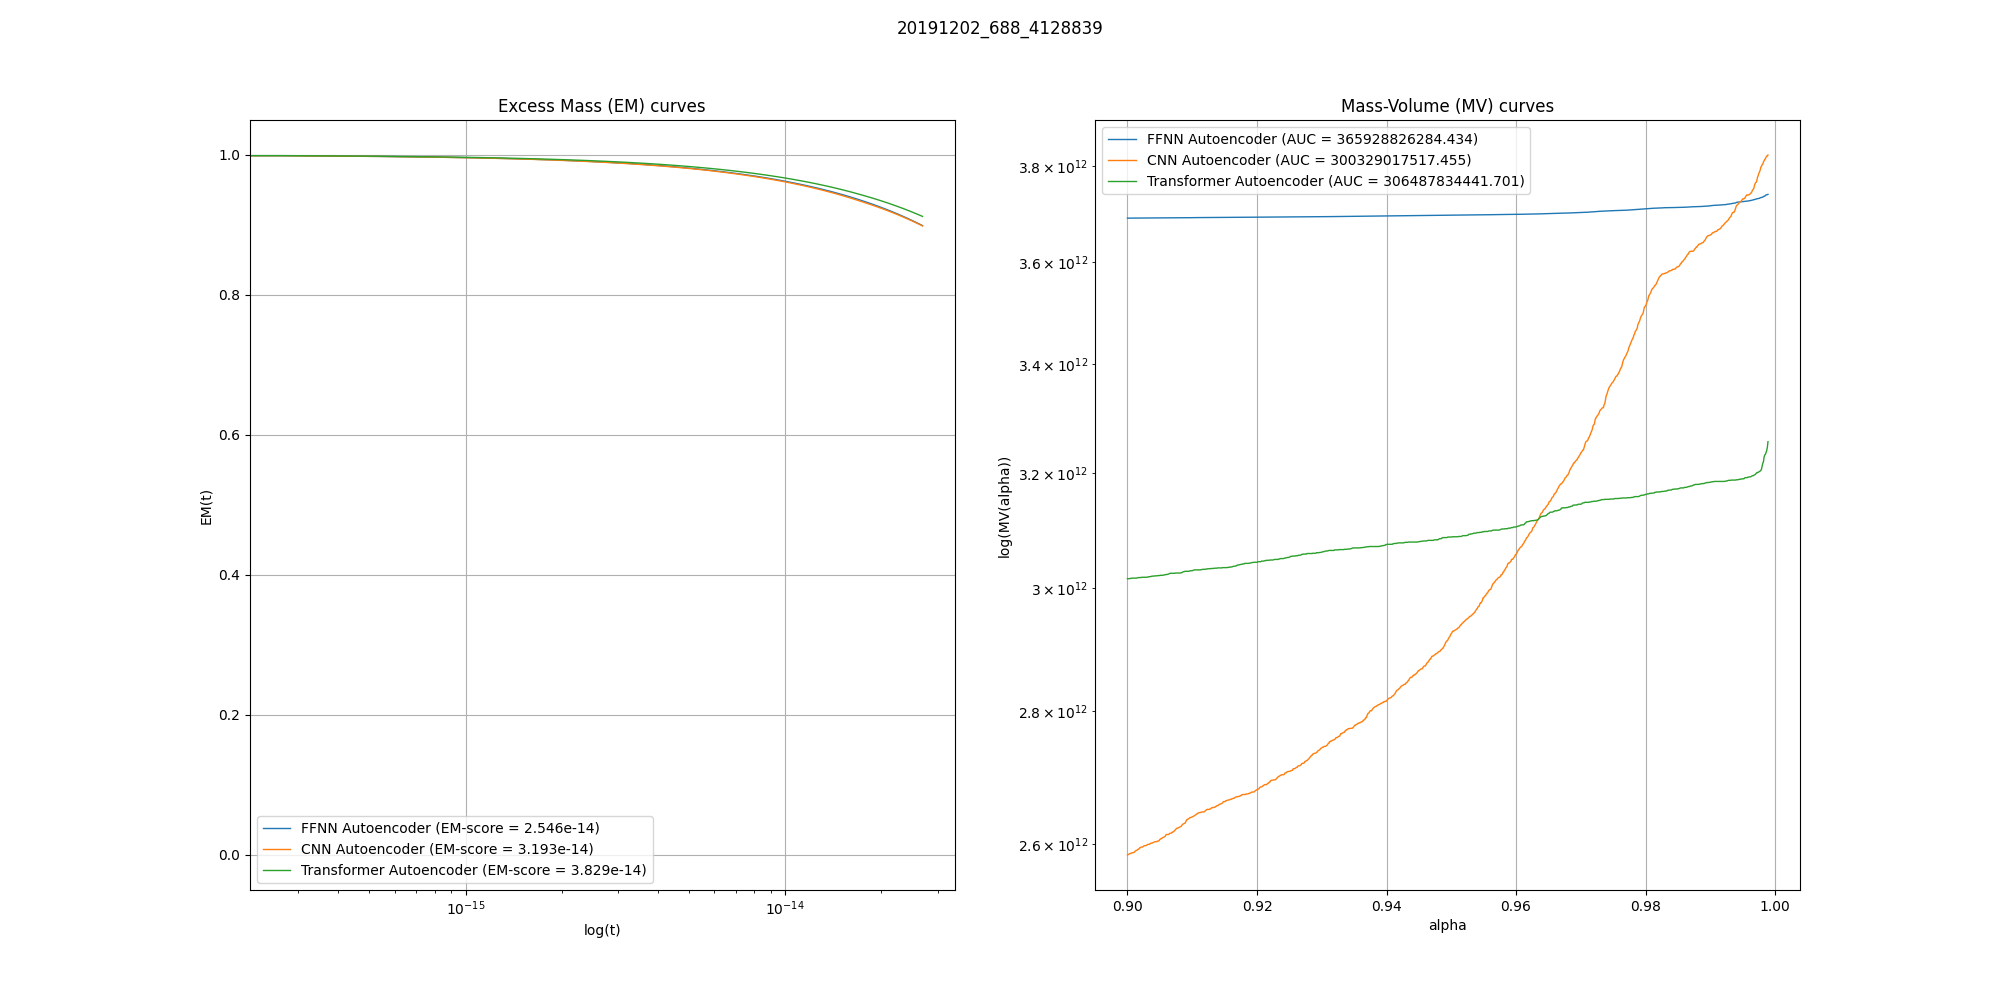 20191202_688_4128839
Excess Mass (EM) curves
EM(t)
1.0
0.8
0.6
0.4
0.2
0.0
FFNN Autoencoder (EM-score = 2.546e-14)
CNN Autoencoder (EM-score = 3.193e-14)
Transformer Autoencoder (EM-score = 3.829e-14)
10⁻¹⁵ 10⁻¹⁴
log(t)
Mass-Volume (MV) curves
FFNN Autoencoder (AUC = 365928826284.434)
CNN Autoencoder (AUC = 300329017517.455)
Transformer Autoencoder (AUC = 306487834441.701)
log(MV(alpha))
3.8 × 10¹²
3.6 × 10¹²
3.4 × 10¹²
3.2 × 10¹²
3 × 10¹²
2.8 × 10¹²
2.6 × 10¹²
0.90 0.92 0.94 0.96 0.98 1.00
alpha